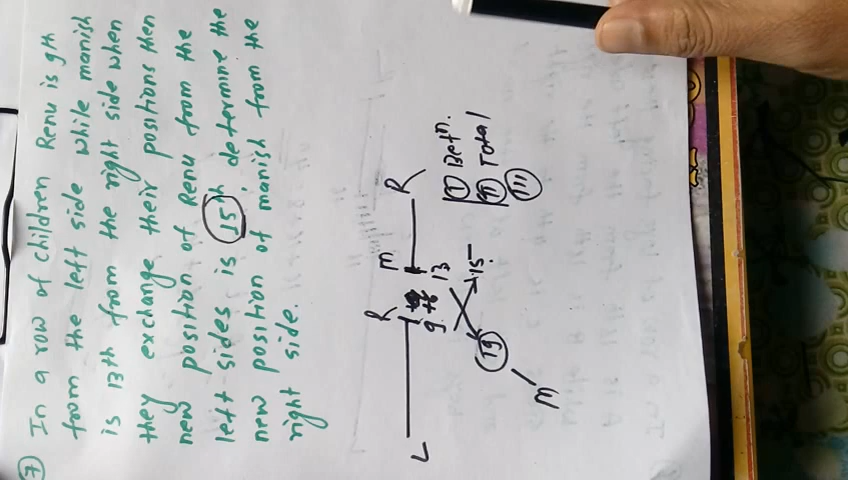 7 In a row of children Renu is 9th
from the left side while manish
is 13th from the right side when
they exchange their positions then
new position of Renu from the
left sides is 15th determine the
new position of manish from the
right side.
L R M R
9 13
15
19
M
I Betn.
II Total
III